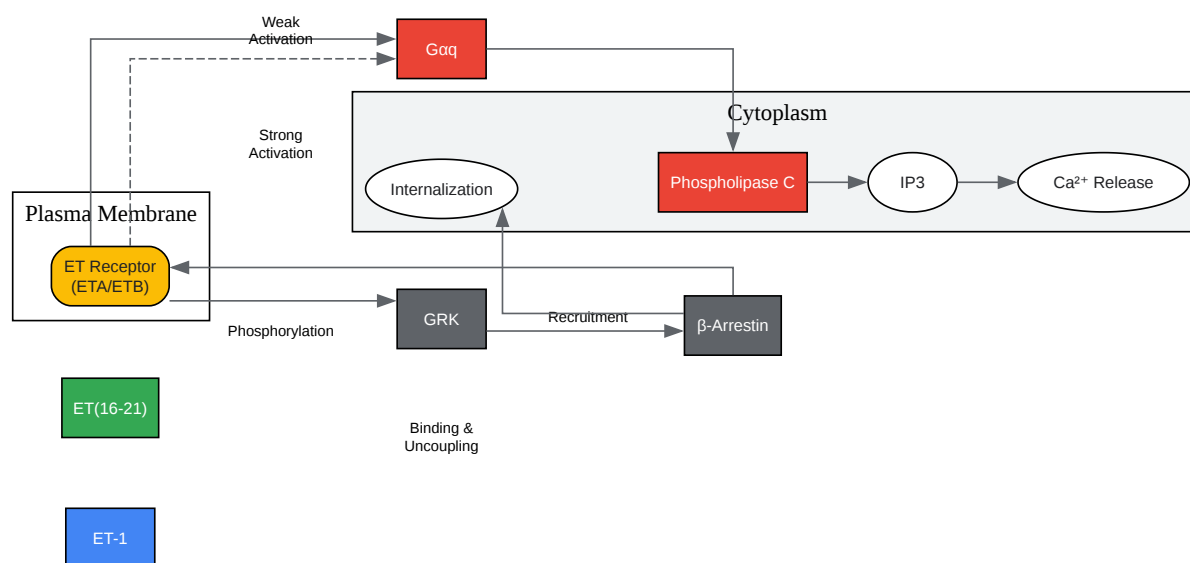 Weak
Activation
Gαq
Cytoplasm
Strong
Activation
Internalization
Phospholipase C
IP3
Ca²⁺ Release
Plasma Membrane
ET Receptor
(ETA/ETB)
GRK
Recruitment
β-Arrestin
Phosphorylation
ET(16-21)
Binding &
Uncoupling
ET-1